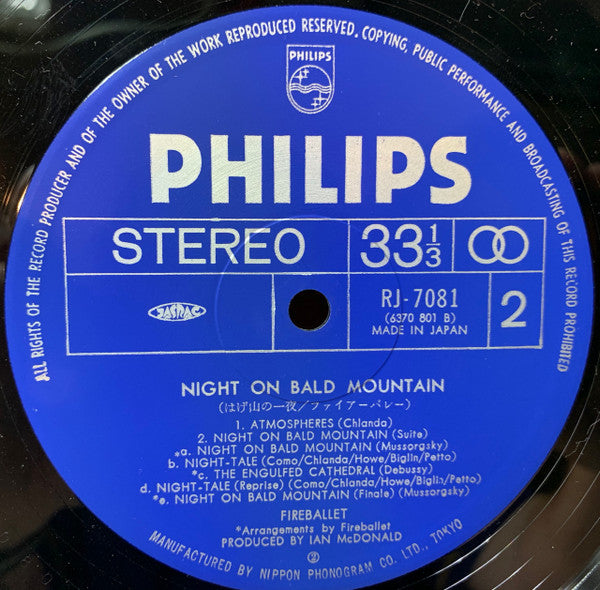 ALL RIGHTS OF THE RECORD PRODUCER AND OF THE OWNER OF THE WORK REPRODUCED RESERVED. COPYING, PUBLIC PERFORMANCE AND BROADCASTING OF THIS RECORD PROHIBITED
PHILIPS
PHILIPS
STEREO
33 1/3
JASRAC
RJ-7081
(6370 801 B)
MADE IN JAPAN
2
NIGHT ON BALD MOUNTAIN
(はげ山の一夜/ファイアーバレー)
1. ATMOSPHERES (Chlanda)
2. NIGHT ON BALD MOUNTAIN (Suite)
*a. NIGHT ON BALD MOUNTAIN (Mussorgsky)
b. NIGHT-TALE (Como/Chlanda/Howe/Biglin/Petto)
*c. THE ENGULFED CATHEDRAL (Debussy)
d. NIGHT-TALE (Reprise) (Como/Chlanda/Howe/Biglin/Petto)
*e. NIGHT ON BALD MOUNTAIN (Finale) (Mussorgsky)
FIREBALLET
*Arrangements by Fireballet
PRODUCED BY IAN McDONALD
②
MANUFACTURED BY NIPPON PHONOGRAM CO. LTD., TOKYO